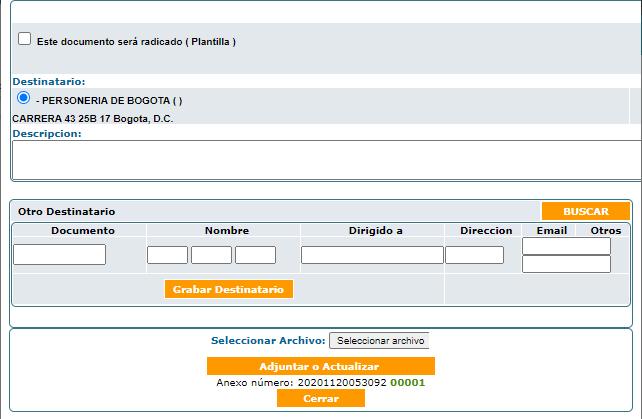 Este documento será radicado ( Plantilla )
Destinatario:
- PERSONERIA DE BOGOTA ( )
CARRERA 43 25B 17 Bogota, D.C.
Descripcion:
Otro Destinatario BUSCAR
Documento Nombre Dirigido a Direccion Email Otros
Grabar Destinatario
Seleccionar Archivo: Seleccionar archivo
Adjuntar o Actualizar
Anexo número: 20201120053092 00001
Cerrar